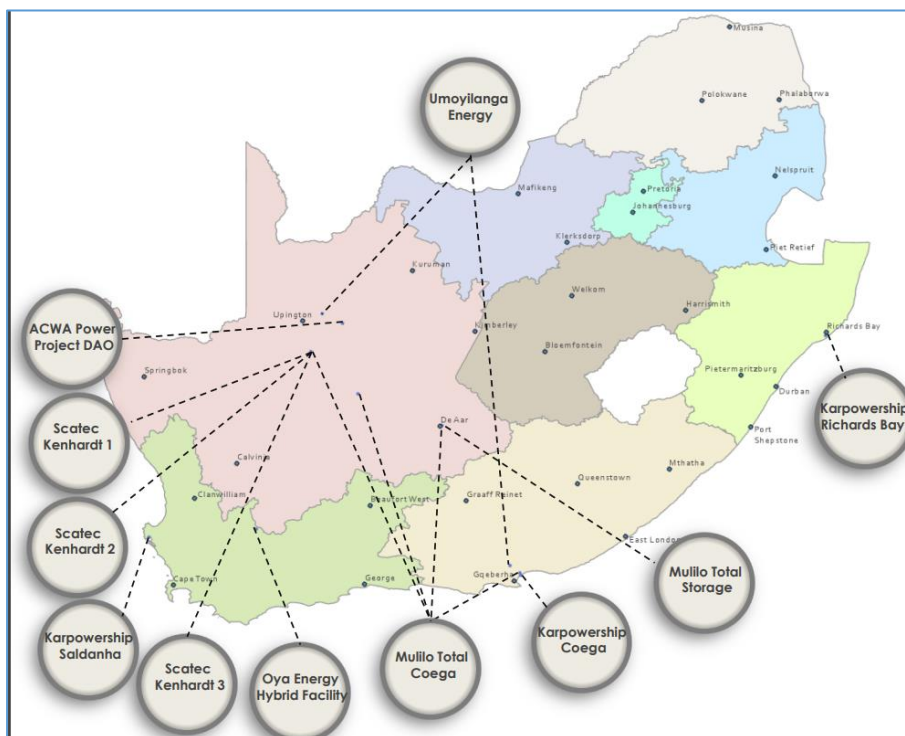 Musina
Umoyilanga
Energy
Polokwane
Phalaborwa
Nelspruit
Mafikeng
Pretoria
Johannesburg
Klerksdorp
Piet Retief
Kuruman
Welkom
Harrismith
ACWA Power
Project DAO
Upington
Kimberley
Richards Bay
Bloemfontein
Springbok
Pietermaritzburg
Durban
Scatec
Kenhardt 1
Karpowership
Richards Bay
De Aar
Port
Shepstone
Calvinia
Mthatha
Queenstown
Clanwilliam
Beaufort West
Graaff Reinet
Scatec
Kenhardt 2
East London
Mulilo Total
Storage
Cape Town
George
Gqeberha
Karpowership
Saldanha
Scatec
Kenhardt 3
Oya Energy
Hybrid Facility
Mulilo Total
Coega
Karpowership
Coega